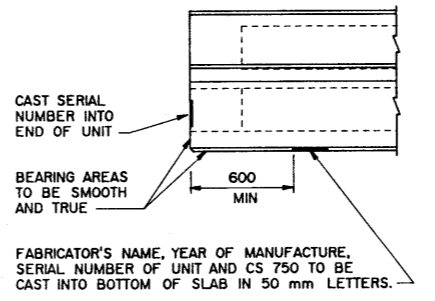 CAST SERIAL
NUMBER INTO
END OF UNIT
BEARING AREAS
TO BE SMOOTH
AND TRUE
600
MIN
FABRICATOR'S NAME, YEAR OF MANUFACTURE,
SERIAL NUMBER OF UNIT AND CS 750 TO BE
CAST INTO BOTTOM OF SLAB IN 50 mm LETTERS.